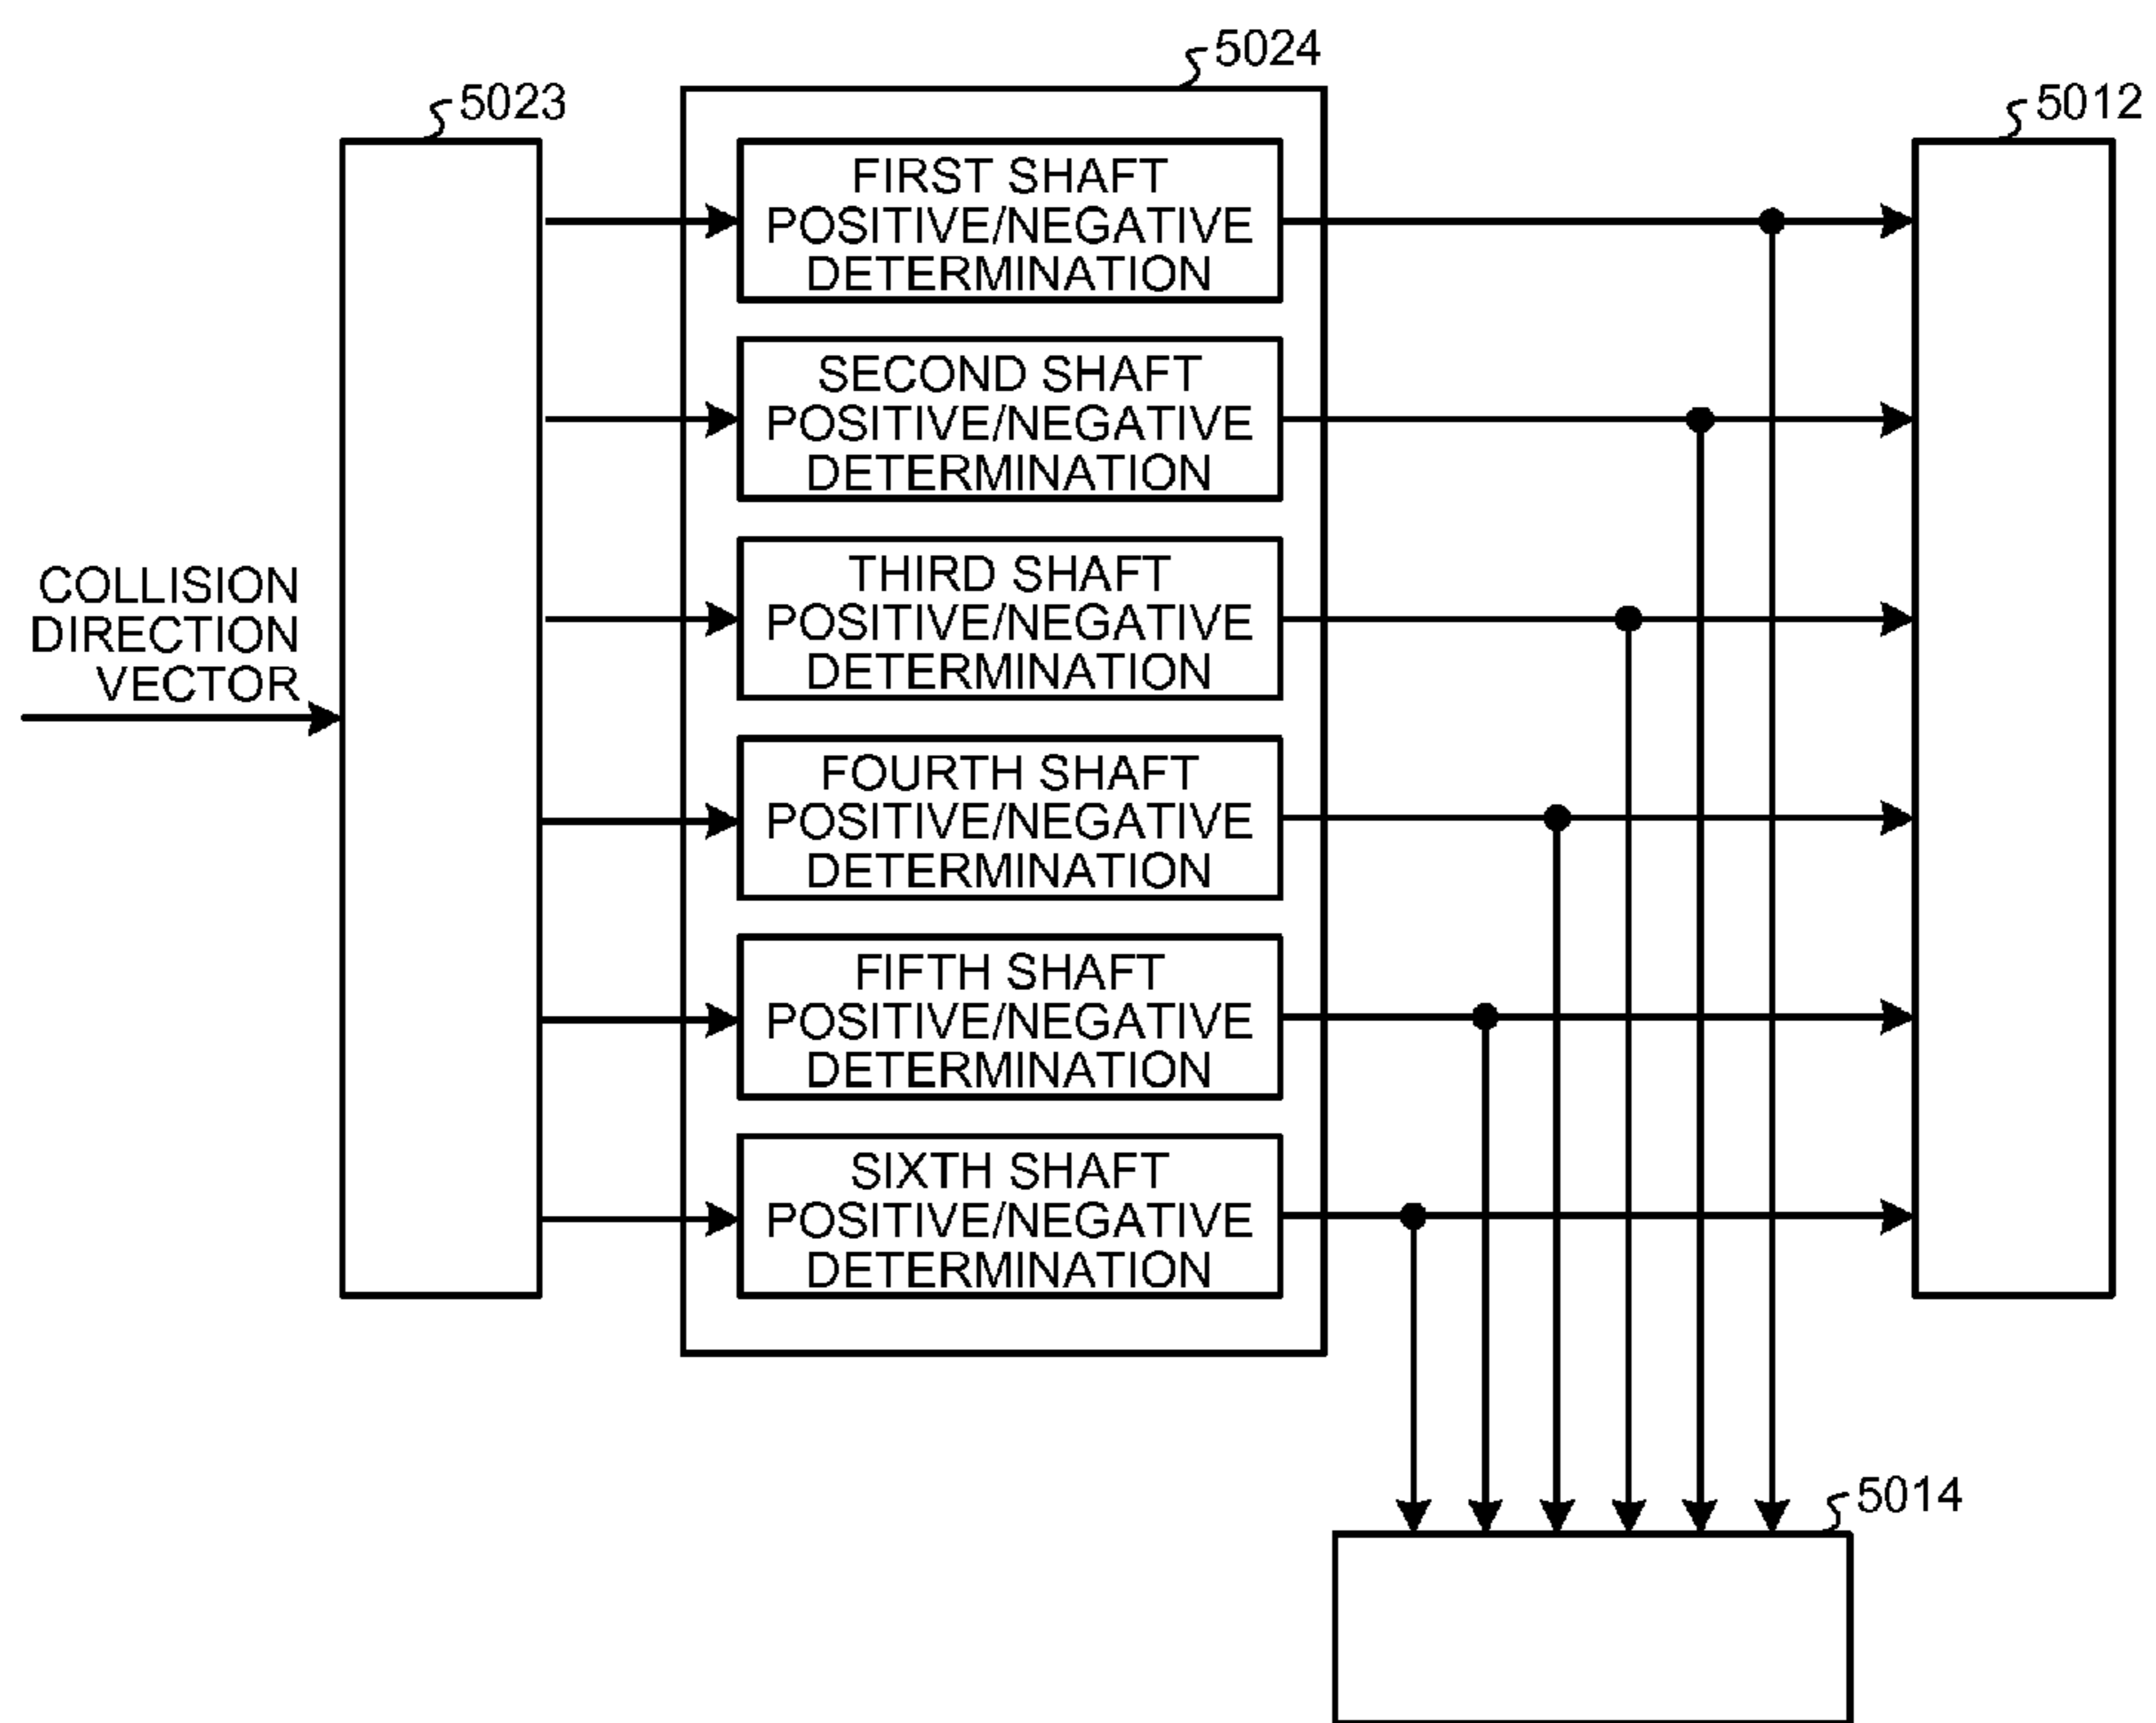 5024
5023
5012
FIRST SHAFT
POSITIVE/NEGATIVE
DETERMINATION
SECOND SHAFT
POSITIVE/NEGATIVE
DETERMINATION
COLLISION
DIRECTION
VECTOR
THIRD SHAFT
POSITIVE/NEGATIVE
DETERMINATION
FOURTH SHAFT
POSITIVE/NEGATIVE
DETERMINATION
FIFTH SHAFT
POSITIVE/NEGATIVE
DETERMINATION
SIXTH SHAFT
POSITIVE/NEGATIVE
DETERMINATION
5014